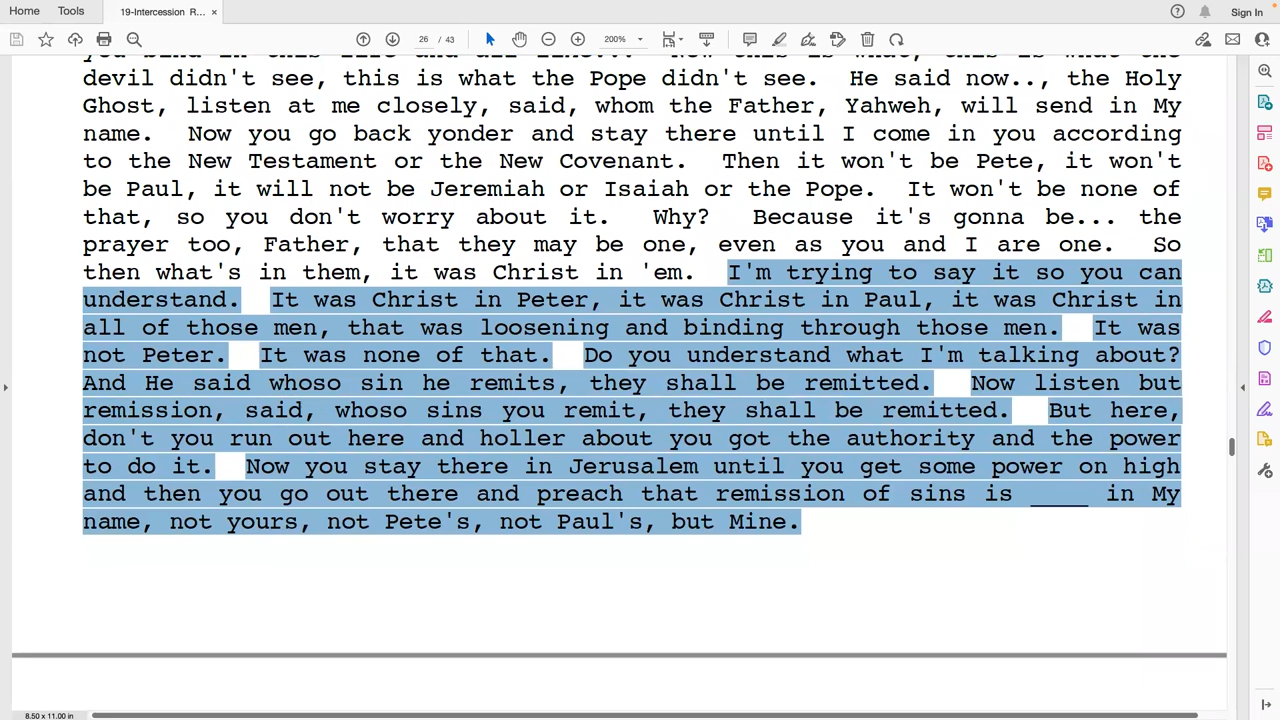 Home Tools 19-Intercession R... × Sign In
26 / 43 200%
devil didn't see, this is what the Pope didn't see. He said now.., the Holy
Ghost, listen at me closely, said, whom the Father, Yahweh, will send in My
name. Now you go back yonder and stay there until I come in you according
to the New Testament or the New Covenant. Then it won't be Pete, it won't
be Paul, it will not be Jeremiah or Isaiah or the Pope. It won't be none of
that, so you don't worry about it. Why? Because it's gonna be... the
prayer too, Father, that they may be one, even as you and I are one. So
then what's in them, it was Christ in 'em. I'm trying to say it so you can
understand. It was Christ in Peter, it was Christ in Paul, it was Christ in
all of those men, that was loosening and binding through those men. It was
not Peter. It was none of that. Do you understand what I'm talking about?
And He said whoso sin he remits, they shall be remitted. Now listen but
remission, said, whoso sins you remit, they shall be remitted. But here,
don't you run out here and holler about you got the authority and the power
to do it. Now you stay there in Jerusalem until you get some power on high
and then you go out there and preach that remission of sins is ____ in My
name, not yours, not Pete's, not Paul's, but Mine.
8.50 x 11.00 in